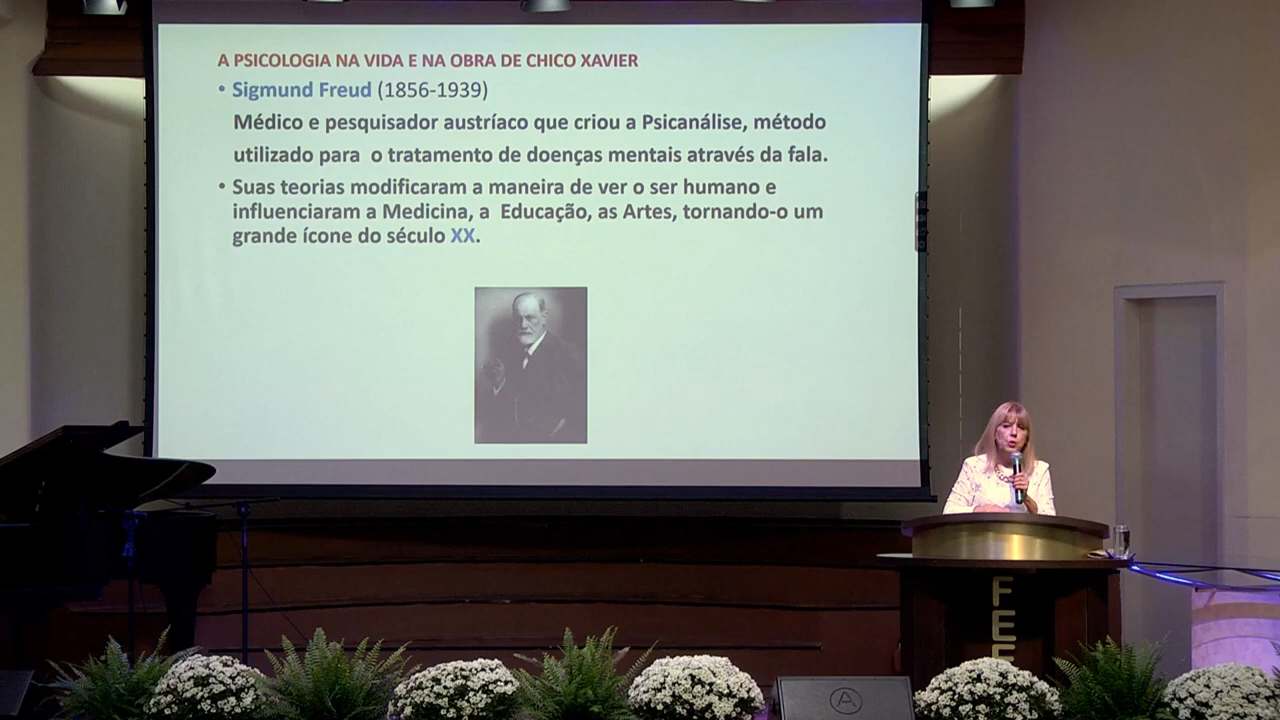 A PSICOLOGIA NA VIDA E NA OBRA DE CHICO XAVIER
• Sigmund Freud (1856-1939)
Médico e pesquisador austríaco que criou a Psicanálise, método
utilizado para o tratamento de doenças mentais através da fala.
• Suas teorias modificaram a maneira de ver o ser humano e
influenciaram a Medicina, a Educação, as Artes, tornando-o um
grande ícone do século XX.
FEE
A